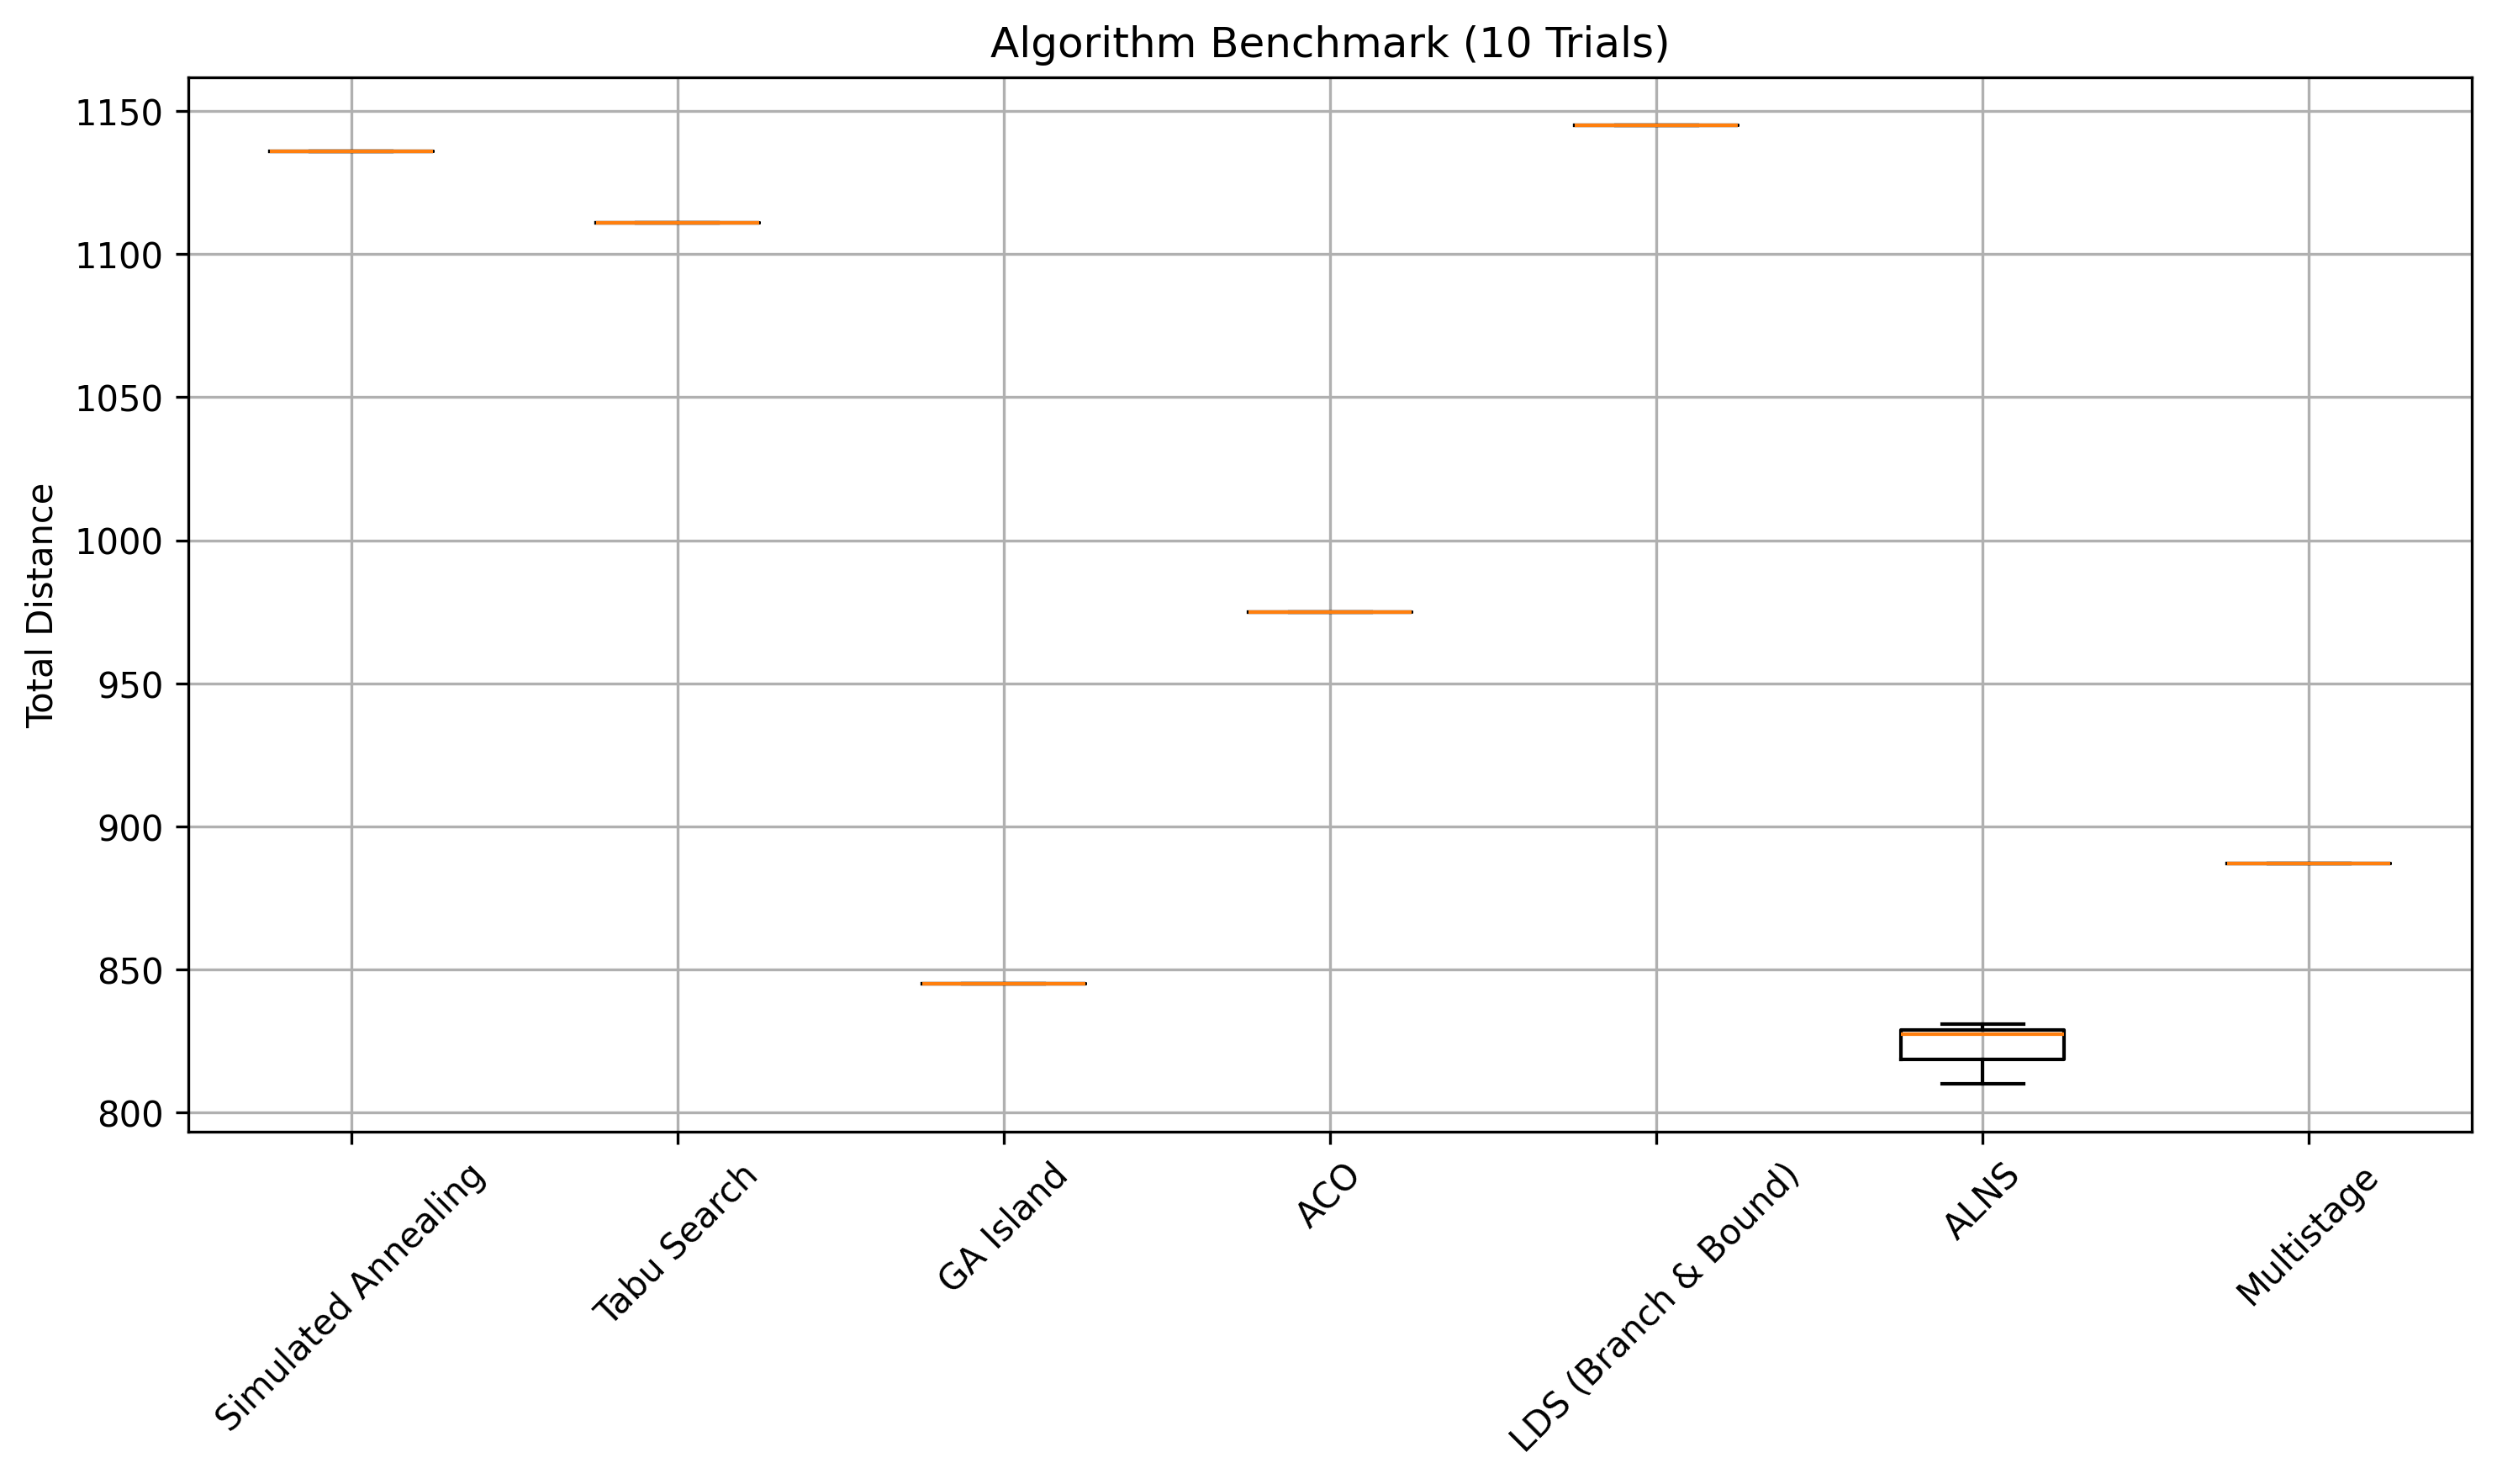 Algorithm Benchmark (10 Trials)
Total Distance
1150
1100
1050
1000
950
900
850
800
Simulated Annealing
Tabu Search
GA Island
ACO
LDS (Branch & Bound)
ALNS
Multistage